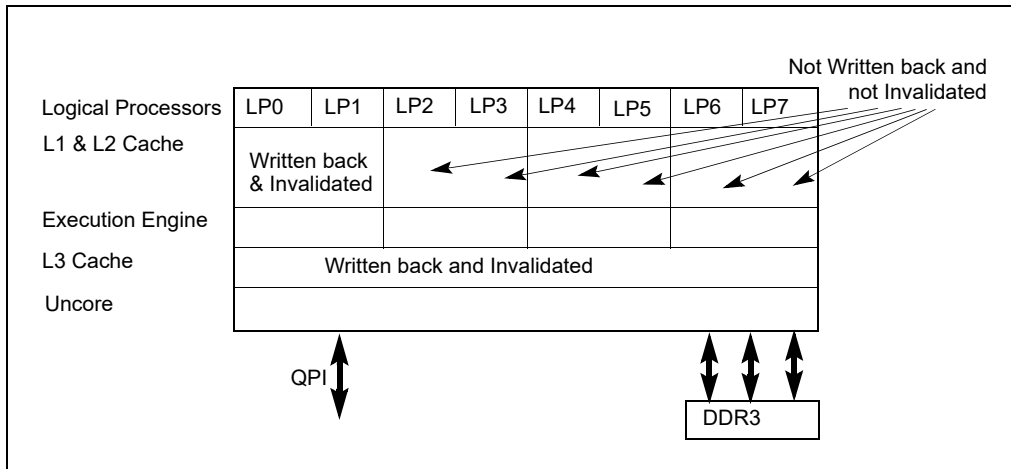 Not Written back and
not Invalidated
Logical Processors LP0 LP1 LP2 LP3 LP4 LP5 LP6 LP7
L1 & L2 Cache
Written back
& Invalidated
Execution Engine
L3 Cache Written back and Invalidated
Uncore
QPI
DDR3